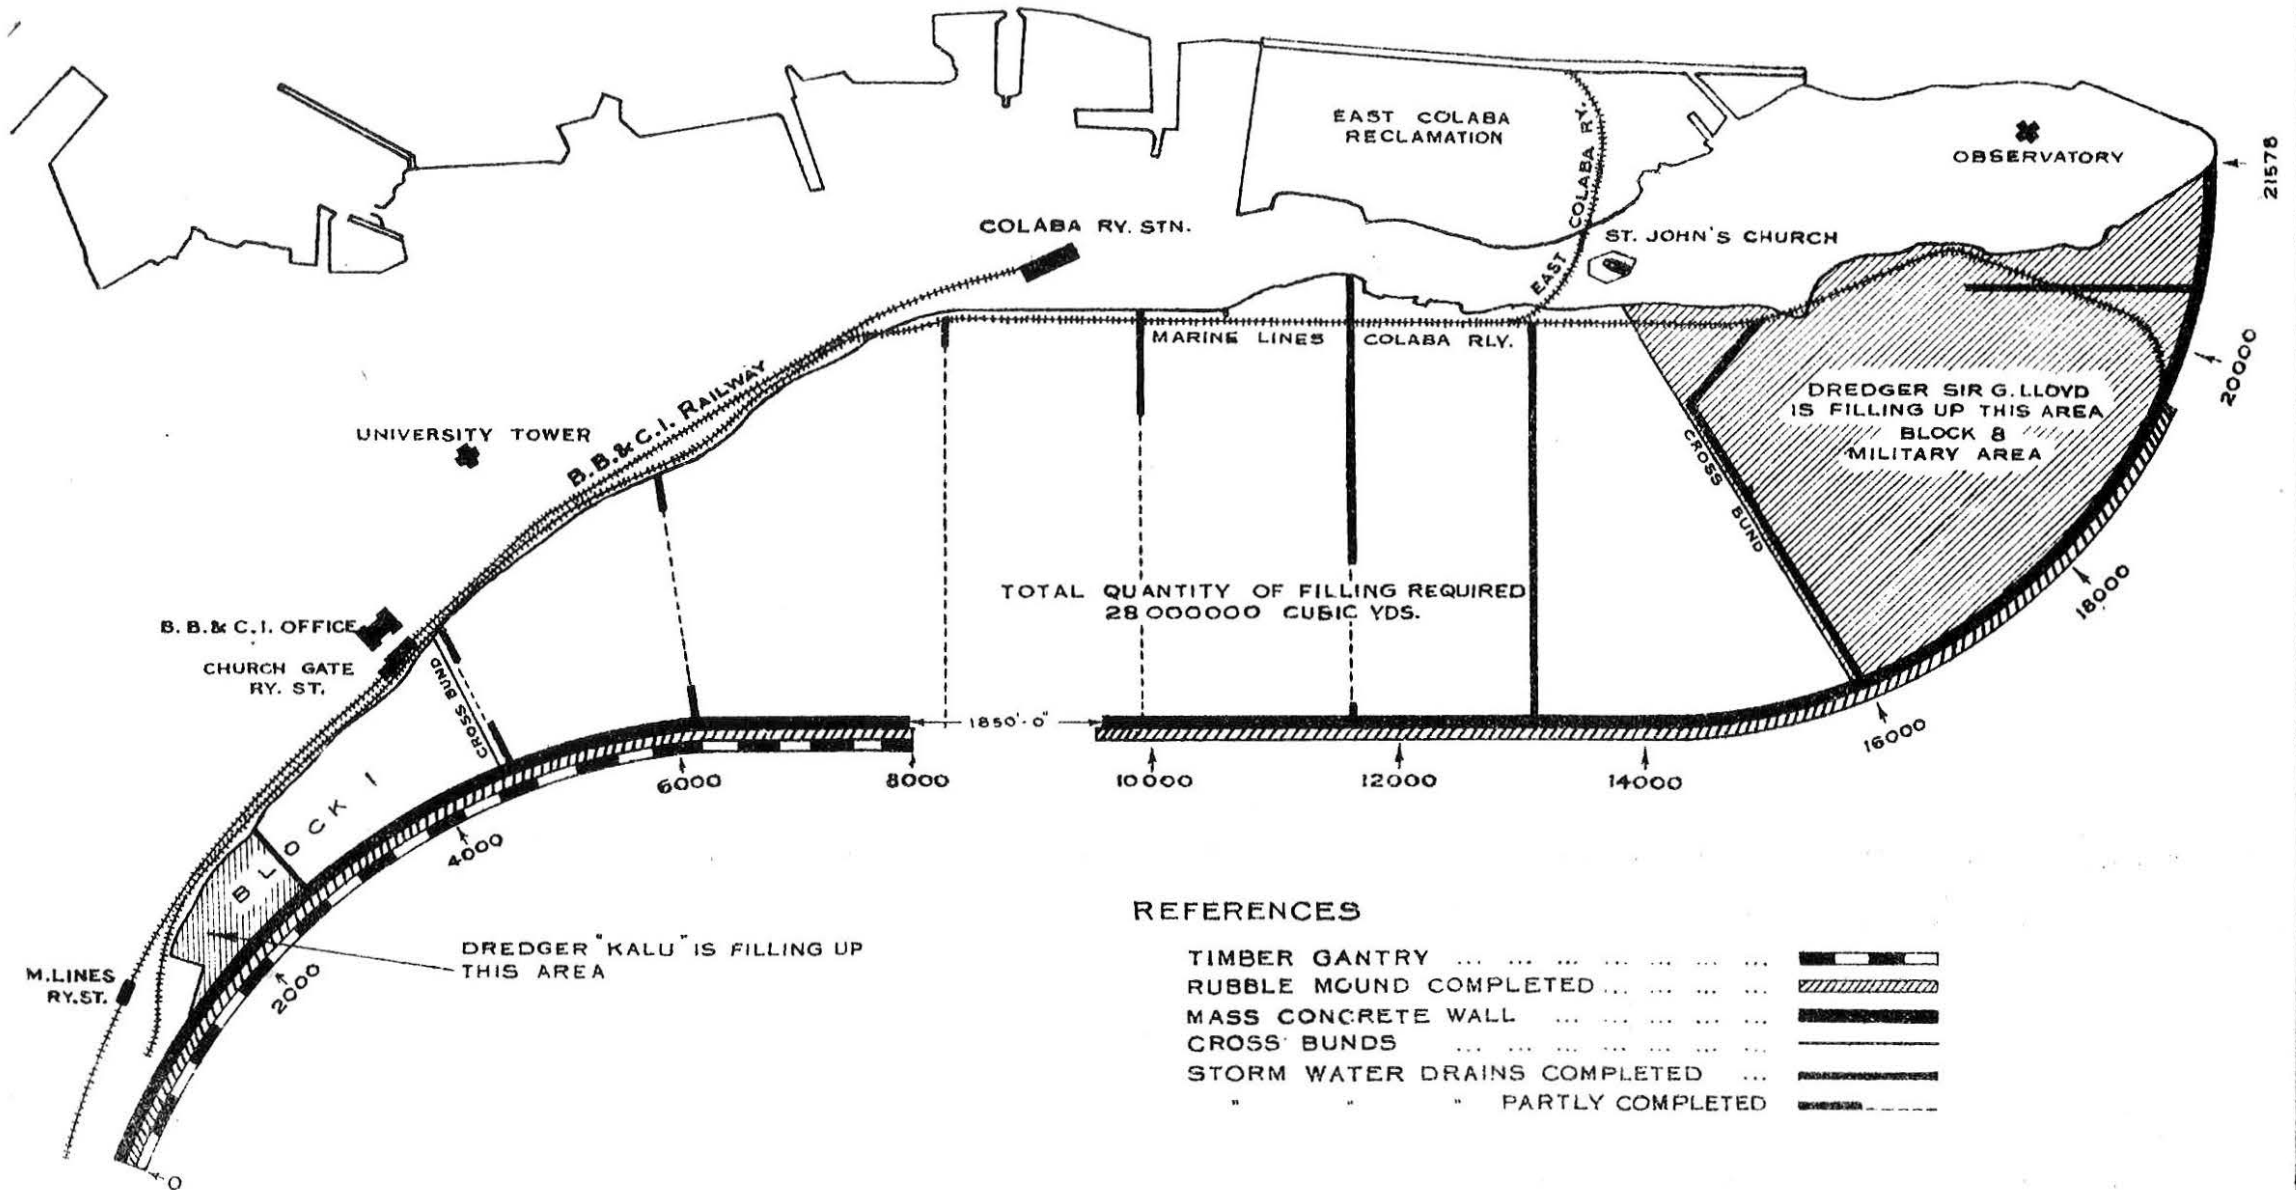 EAST COLABA
RECLAMATION
EAST COLABA RY.
OBSERVATORY
21578
COLABA RY. STN.
ST. JOHN'S CHURCH
MARINE LINES COLABA RLY.
B.B.& C.I. RAILWAY
UNIVERSITY TOWER
DREDGER SIR G. LLOYD
IS FILLING UP THIS AREA
BLOCK 8
MILITARY AREA
20000
CROSS BUND
18000
TOTAL QUANTITY OF FILLING REQUIRED
28000000 CUBIC YDS.
B.B.& C.I. OFFICE
CHURCH GATE
RY. ST.
CROSS BUND
1850'-0"
16000
6000
8000
10000
12000
14000
4000
BLOCK 1
2000
DREDGER "KALU" IS FILLING UP
THIS AREA
M.LINES
RY.ST.
0
REFERENCES
TIMBER GANTRY ... ... ... ... ... ... ...
RUBBLE MOUND COMPLETED ... ... ... ...
MASS CONCRETE WALL ... ... ... ... ...
CROSS BUNDS ... ... ... ... ... ... ...
STORM WATER DRAINS COMPLETED ...
" " " PARTLY COMPLETED